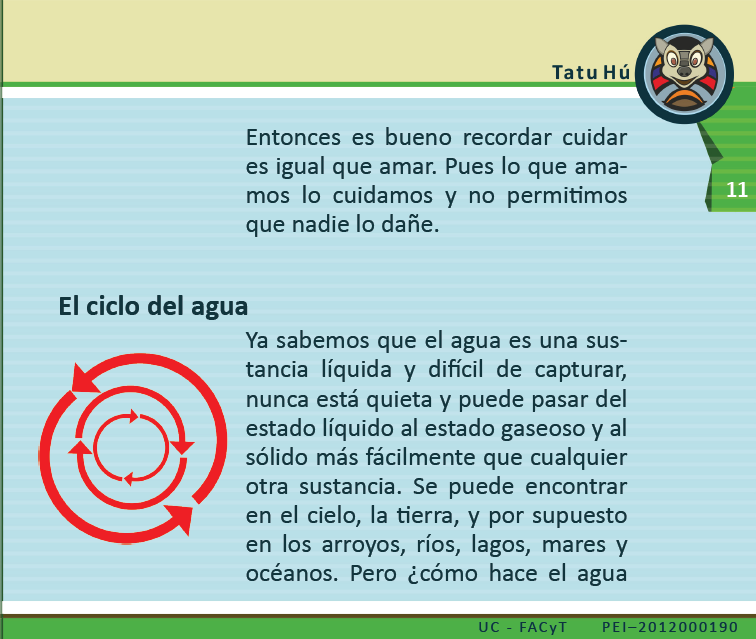 Tatu Hú
Entonces es bueno recordar cuidar
es igual que amar. Pues lo que ama-
mos lo cuidamos y no permitimos
que nadie lo dañe.
11
El ciclo del agua
Ya sabemos que el agua es una sus-
tancia líquida y difícil de capturar,
nunca está quieta y puede pasar del
estado líquido al estado gaseoso y al
sólido más fácilmente que cualquier
otra sustancia. Se puede encontrar
en el cielo, la tierra, y por supuesto
en los arroyos, ríos, lagos, mares y
océanos. Pero ¿cómo hace el agua
UC - FACyT PEI–2012000190